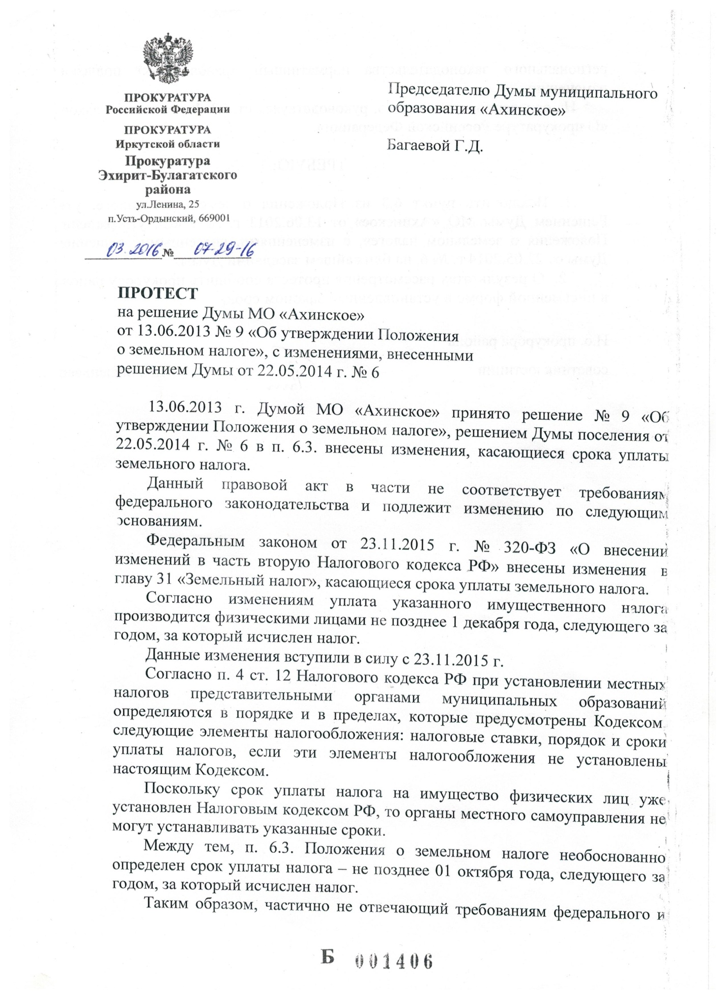 ПРОКУРАТУРА
Российской Федерации
ПРОКУРАТУРА
Иркутской области
Прокуратура
Эхирит-Булагатского
района
ул.Ленина, 25
п.Усть-Ордынский, 669001
03.2016 № 07-29-16
Председателю Думы муниципального
образования «Ахинское»
Багаевой Г.Д.
ПРОТЕСТ
на решение Думы МО «Ахинское»
от 13.06.2013 № 9 «Об утверждении Положения
о земельном налоге», с изменениями, внесенными
решением Думы от 22.05.2014 г. № 6
13.06.2013 г. Думой МО «Ахинское» принято решение № 9 «Об
утверждении Положения о земельном налоге», решением Думы поселения от
22.05.2014 г. № 6 в п. 6.3. внесены изменения, касающиеся срока уплаты
земельного налога.
Данный правовой акт в части не соответствует требованиям
федерального законодательства и подлежит изменению по следующим
основаниям.
Федеральным законом от 23.11.2015 г. № 320-ФЗ «О внесении
изменений в часть вторую Налогового кодекса РФ» внесены изменения в
главу 31 «Земельный налог», касающиеся срока уплаты земельного налога.
Согласно изменениям уплата указанного имущественного налога
производится физическими лицами не позднее 1 декабря года, следующего за
годом, за который исчислен налог.
Данные изменения вступили в силу с 23.11.2015 г.
Согласно п. 4 ст. 12 Налогового кодекса РФ при установлении местных
налогов представительными органами муниципальных образований
определяются в порядке и в пределах, которые предусмотрены Кодексом,
следующие элементы налогообложения: налоговые ставки, порядок и сроки
уплаты налогов, если эти элементы налогообложения не установлены
настоящим Кодексом.
Поскольку срок уплаты налога на имущество физических лиц уже
установлен Налоговым кодексом РФ, то органы местного самоуправления не
могут устанавливать указанные сроки.
Между тем, п. 6.3. Положения о земельном налоге необоснованно
определен срок уплаты налога – не позднее 01 октября года, следующего за
годом, за который исчислен налог.
Таким образом, частично не отвечающий требованиям федерального и
Б 001406